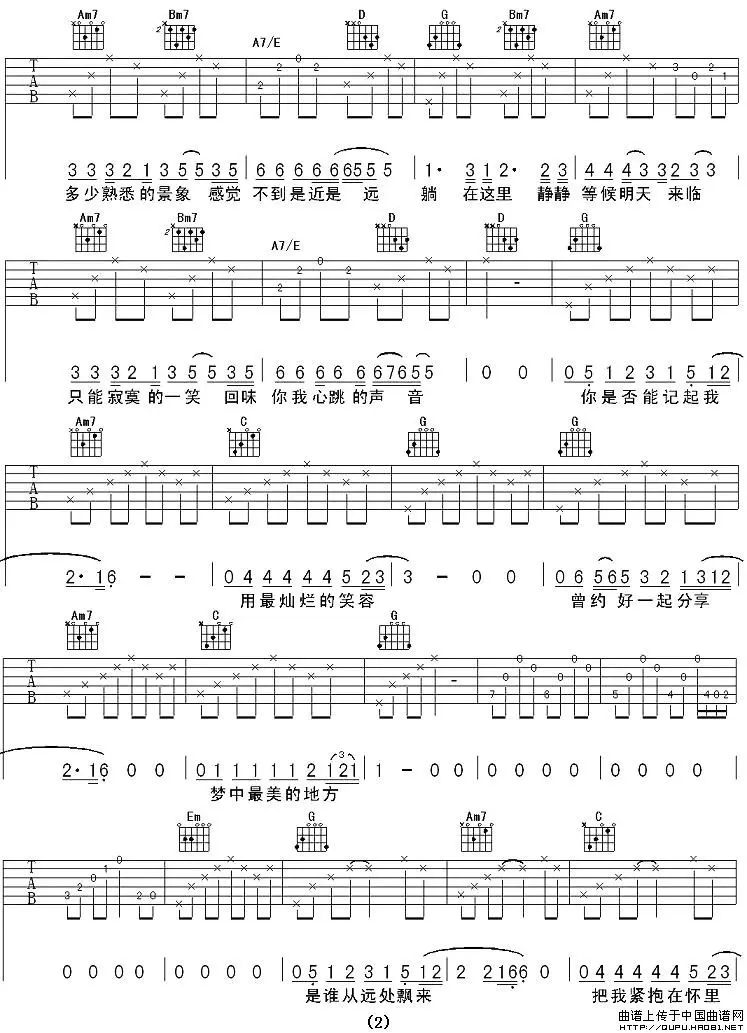 Am7 Bm7 A7/E D G Bm7 Am7
3 3 3 2 1 3 5 5 3 5 | 6 6 6 6 6 6 5 5 5 5 | 1· 3 1 2· 2 3 | 4 4 4 3 3 3 2 3 3
多少熟悉的景象 感觉 不到是近是 远 躺 在这里 静静 等候明天 来临
Am7 Bm7 A7/E D D G
3 3 3 2 1 3 5 5 3 5 | 6 6 6 6 6 7 6 5 5 5 | 0 0 | 0 5 1 2 3 1 5 1 2
只能寂寞的一笑 回味 你我心跳的声 音 你是否能记起我
Am7 C G G
2· 1 6 - - | 0 4 4 4 4 4 5 2 3 | 3 - 0 0 | 0 6 5 6 5 3 2 1 3 1 2
用最灿烂的笑容 曾约 好一起分享
Am7 C G
2· 1 6 0 0 | 0 1 1 1 1 1 2 1 2 1 | 1 - 0 0 | 0 0 0 0 | 0 0 0 0
梦中最美的地方
Em G Am7 C
0 0 0 0 | 0 0 0 0 | 0 5 1 2 3 1 5 1 2 | 2 2 1 6 6 0 | 0 4 4 4 4 4 5 2 3
是谁从远处飘来 把我紧抱在怀里
(2)
曲谱上传于中国曲谱网
HTTP://QUPU.HAO81.NET